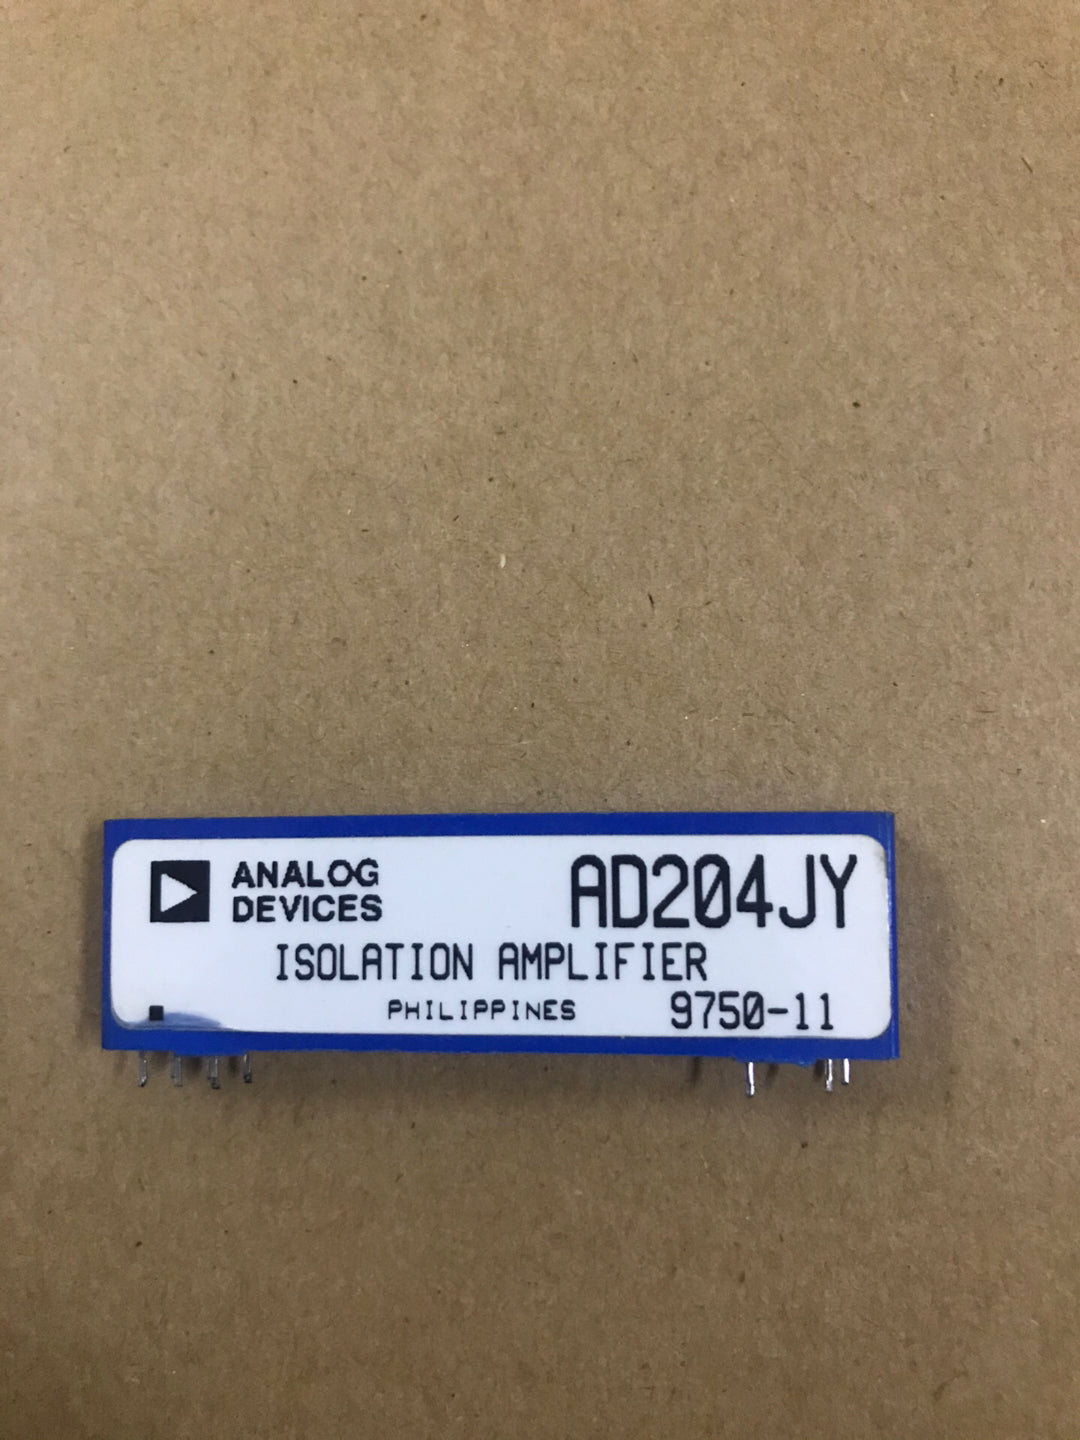 ANALOG
DEVICES
AD204JY
ISOLATION AMPLIFIER
PHILIPPINES 9750-11